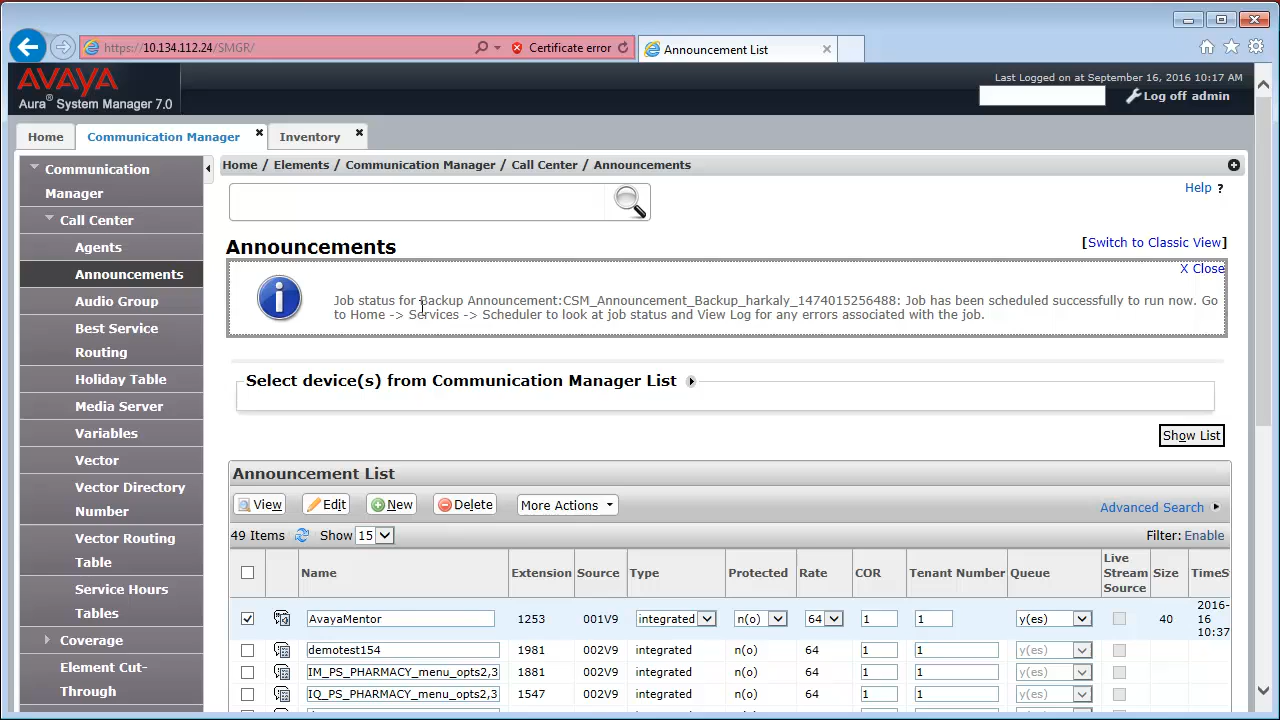 https://10.134.112.24/SMGR/
Certificate error
Announcement List
AVAYA
Aura® System Manager 7.0
Last Logged on at September 16, 2016 10:17 AM
Log off admin
Home
Communication Manager
Inventory
Home / Elements / Communication Manager / Call Center / Announcements
Help ?
Communication Manager
Call Center
Agents
Announcements
Audio Group
Best Service Routing
Holiday Table
Media Server
Variables
Vector
Vector Directory Number
Vector Routing Table
Service Hours Tables
Coverage
Element Cut-Through
Announcements
[Switch to Classic View]
X Close
Job status for Backup Announcement:CSM_Announcement_Backup_harkaly_1474015256488: Job has been scheduled successfully to run now. Go
to Home -> Services -> Scheduler to look at job status and View Log for any errors associated with the job.
Select device(s) from Communication Manager List
Show List
Announcement List
View Edit New Delete More Actions
Advanced Search
49 Items Show 15
Filter: Enable
Name Extension Source Type Protected Rate COR Tenant Number Queue Live Stream Source Size TimeS
AvayaMentor 1253 001V9 integrated n(o) 64 1 1 y(es) 40 2016-
16
10:37
demotest154 1981 002V9 integrated n(o) 64 1 1 y(es)
IM_PS_PHARMACY_menu_opts2,3 1881 002V9 integrated n(o) 64 1 1 y(es)
IQ_PS_PHARMACY_menu_opts2,3 1547 002V9 integrated n(o) 64 1 1 y(es)